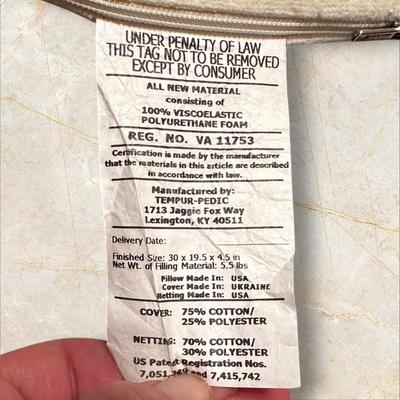 UNDER PENALTY OF LAW
THIS TAG NOT TO BE REMOVED
EXCEPT BY CONSUMER
ALL NEW MATERIAL
consisting of
100% VISCOELASTIC
POLYURETHANE FOAM
REG. NO. VA 11753
Certification is made by the manufacturer
that the materials in this article are described
in accordance with law.
Manufactured by:
TEMPUR-PEDIC
1713 Jaggie Fox Way
Lexington, KY 40511
Delivery Date:
Finished Size: 30 x 19.5 x 4.5 in
Net Wt. of Filling Material: 5.5 lbs
Pillow Made In: USA
Cover Made In: UKRAINE
Netting Made In: USA
COVER: 75% COTTON/
25% POLYESTER
NETTING: 70% COTTON/
30% POLYESTER
US Patent Registration Nos.
and 7,415,742